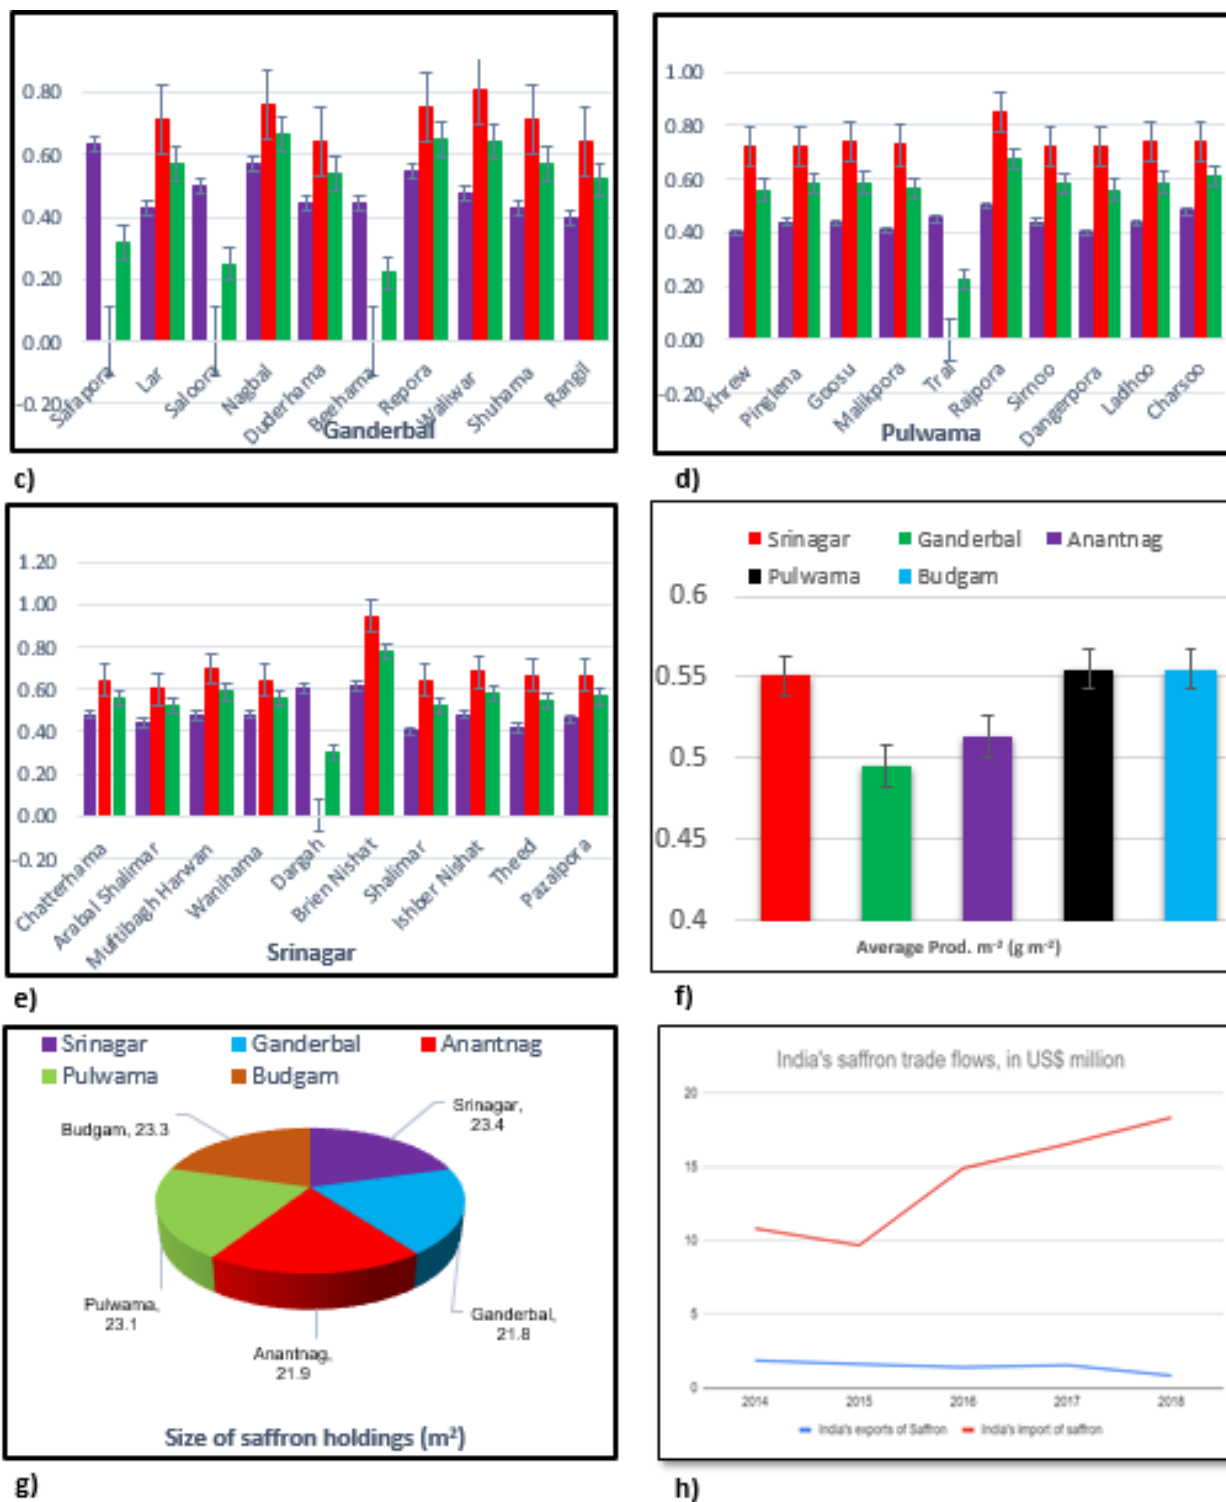 0.80
0.60
0.40
0.20
0.00
-0.20
Safapora
Lar
Saloora
Nagbal
Duderhama
Beehama
Repora
Waliwar
Shuhama
Rangil
Ganderbal
c)
1.00
0.80
0.60
0.40
0.20
0.00
-0.20
Khrew
Pinglena
Goosu
Malikpora
Tral
Rajpora
Sirnoo
Dangerpora
Ladhoo
Charsoo
Pulwama
d)
1.20
1.00
0.80
0.60
0.40
0.20
0.00
-0.20
Chatterhama
Arabal Shalimar
Muftibagh Harwan
Wanihama
Dargah
Brien Nishat
Shalimar
Ishber Nishat
Theed
Pazalpora
Srinagar
e)
Srinagar Ganderbal Anantnag
Pulwama Budgam
0.6
0.55
0.5
0.45
0.4
Average Prod. m⁻² (g m⁻²)
f)
Srinagar Ganderbal Anantnag
Pulwama Budgam
Srinagar,
23.4
Budgam, 23.3
Pulwama,
23.1
Ganderbal,
21.8
Anantnag,
21.9
Size of saffron holdings (m²)
g)
India's saffron trade flows, in US$ million
20
15
10
5
0
2014 2015 2016 2017 2018
India's exports of Saffron India's import of saffron
h)